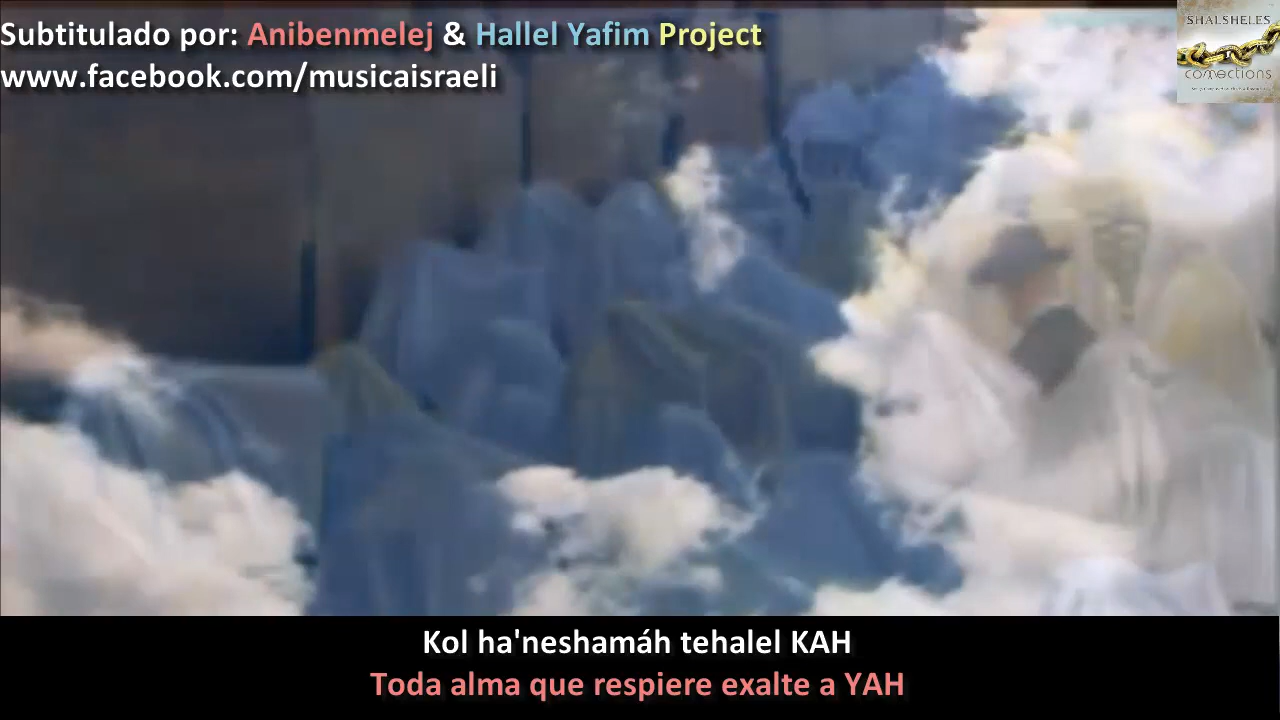 Subtitulado por: Anibenmelej & Hallel Yafim Project
www.facebook.com/musicaisraeli
SHALSHELES
connections
Kol ha'neshamáh tehalel KAH
Toda alma que respiere exalte a YAH